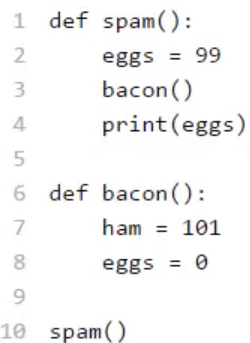 1 def spam():
2     eggs = 99
3     bacon()
4     print(eggs)
5
6 def bacon():
7     ham = 101
8     eggs = 0
9
10 spam()